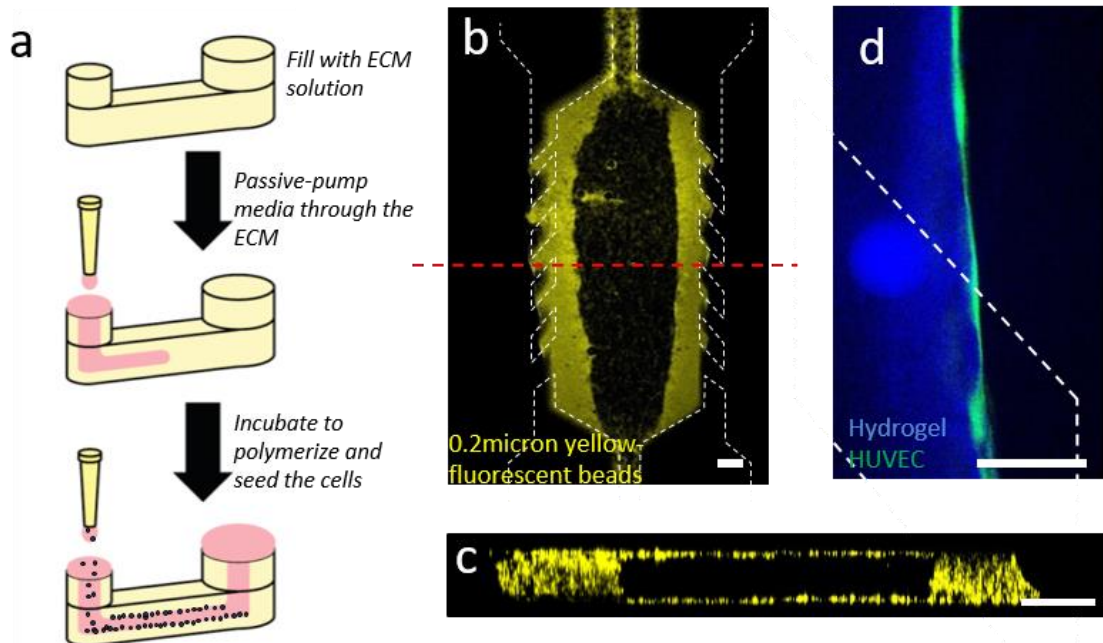 a
Fill with ECM
solution
Passive-pump
media through the
ECM
Incubate to
polymerize and
seed the cells
b
0.2micron yellow-
fluorescent beads
d
Hydrogel
HUVEC
c